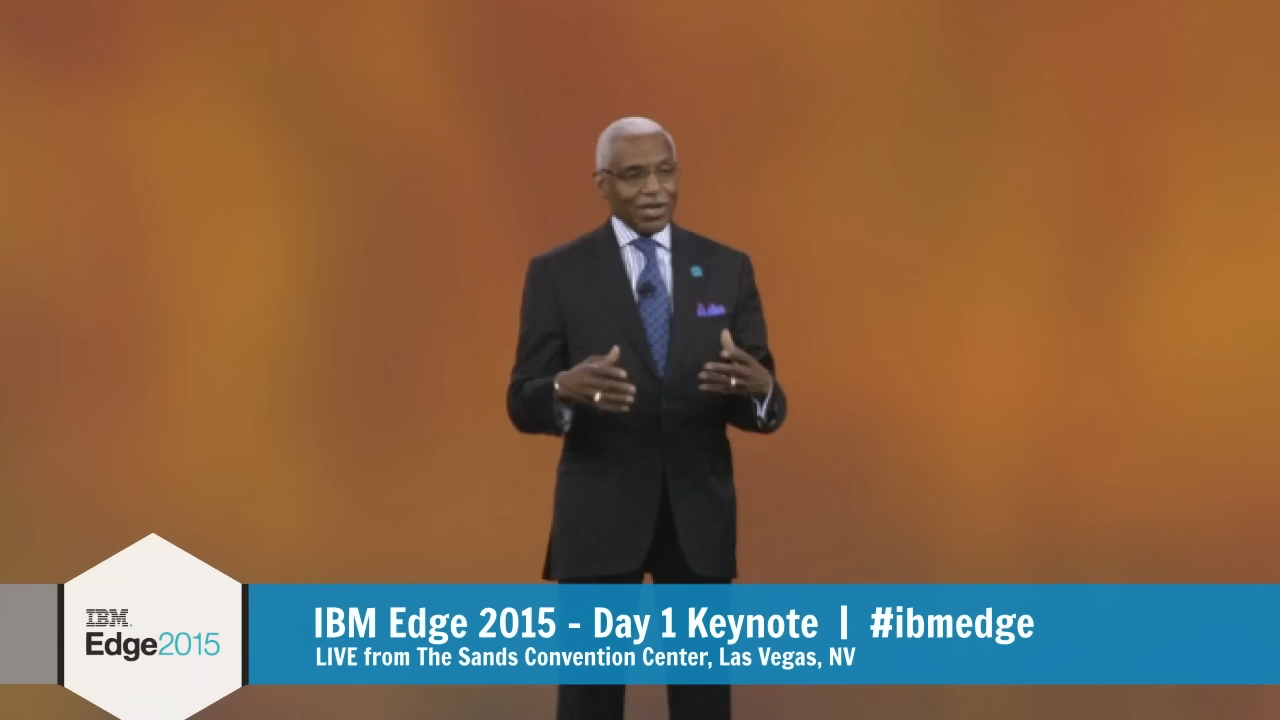 IBM
Edge2015
IBM Edge 2015 - Day 1 Keynote | #ibmedge
LIVE from The Sands Convention Center, Las Vegas, NV